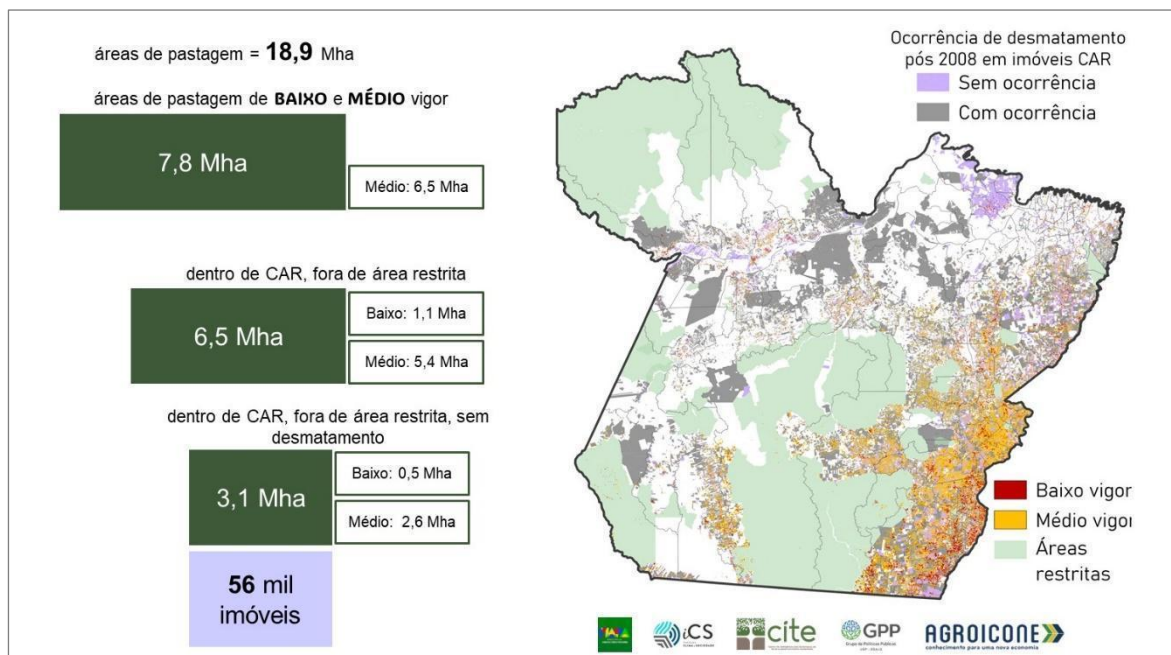 áreas de pastagem = 18,9 Mha
áreas de pastagem de BAIXO e MÉDIO vigor
7,8 Mha
Médio: 6,5 Mha
dentro de CAR, fora de área restrita
6,5 Mha
Baixo: 1,1 Mha
Médio: 5,4 Mha
dentro de CAR, fora de área restrita, sem
desmatamento
3,1 Mha
Baixo: 0,5 Mha
Médio: 2,6 Mha
56 mil
imóveis
Ocorrência de desmatamento
pós 2008 em imóveis CAR
Sem ocorrência
Com ocorrência
Baixo vigor
Médio vigor
Áreas
restritas
iCS
cite
GPP
Grupo de Políticas Públicas
AGROICONE
conhecimento para uma nova economia